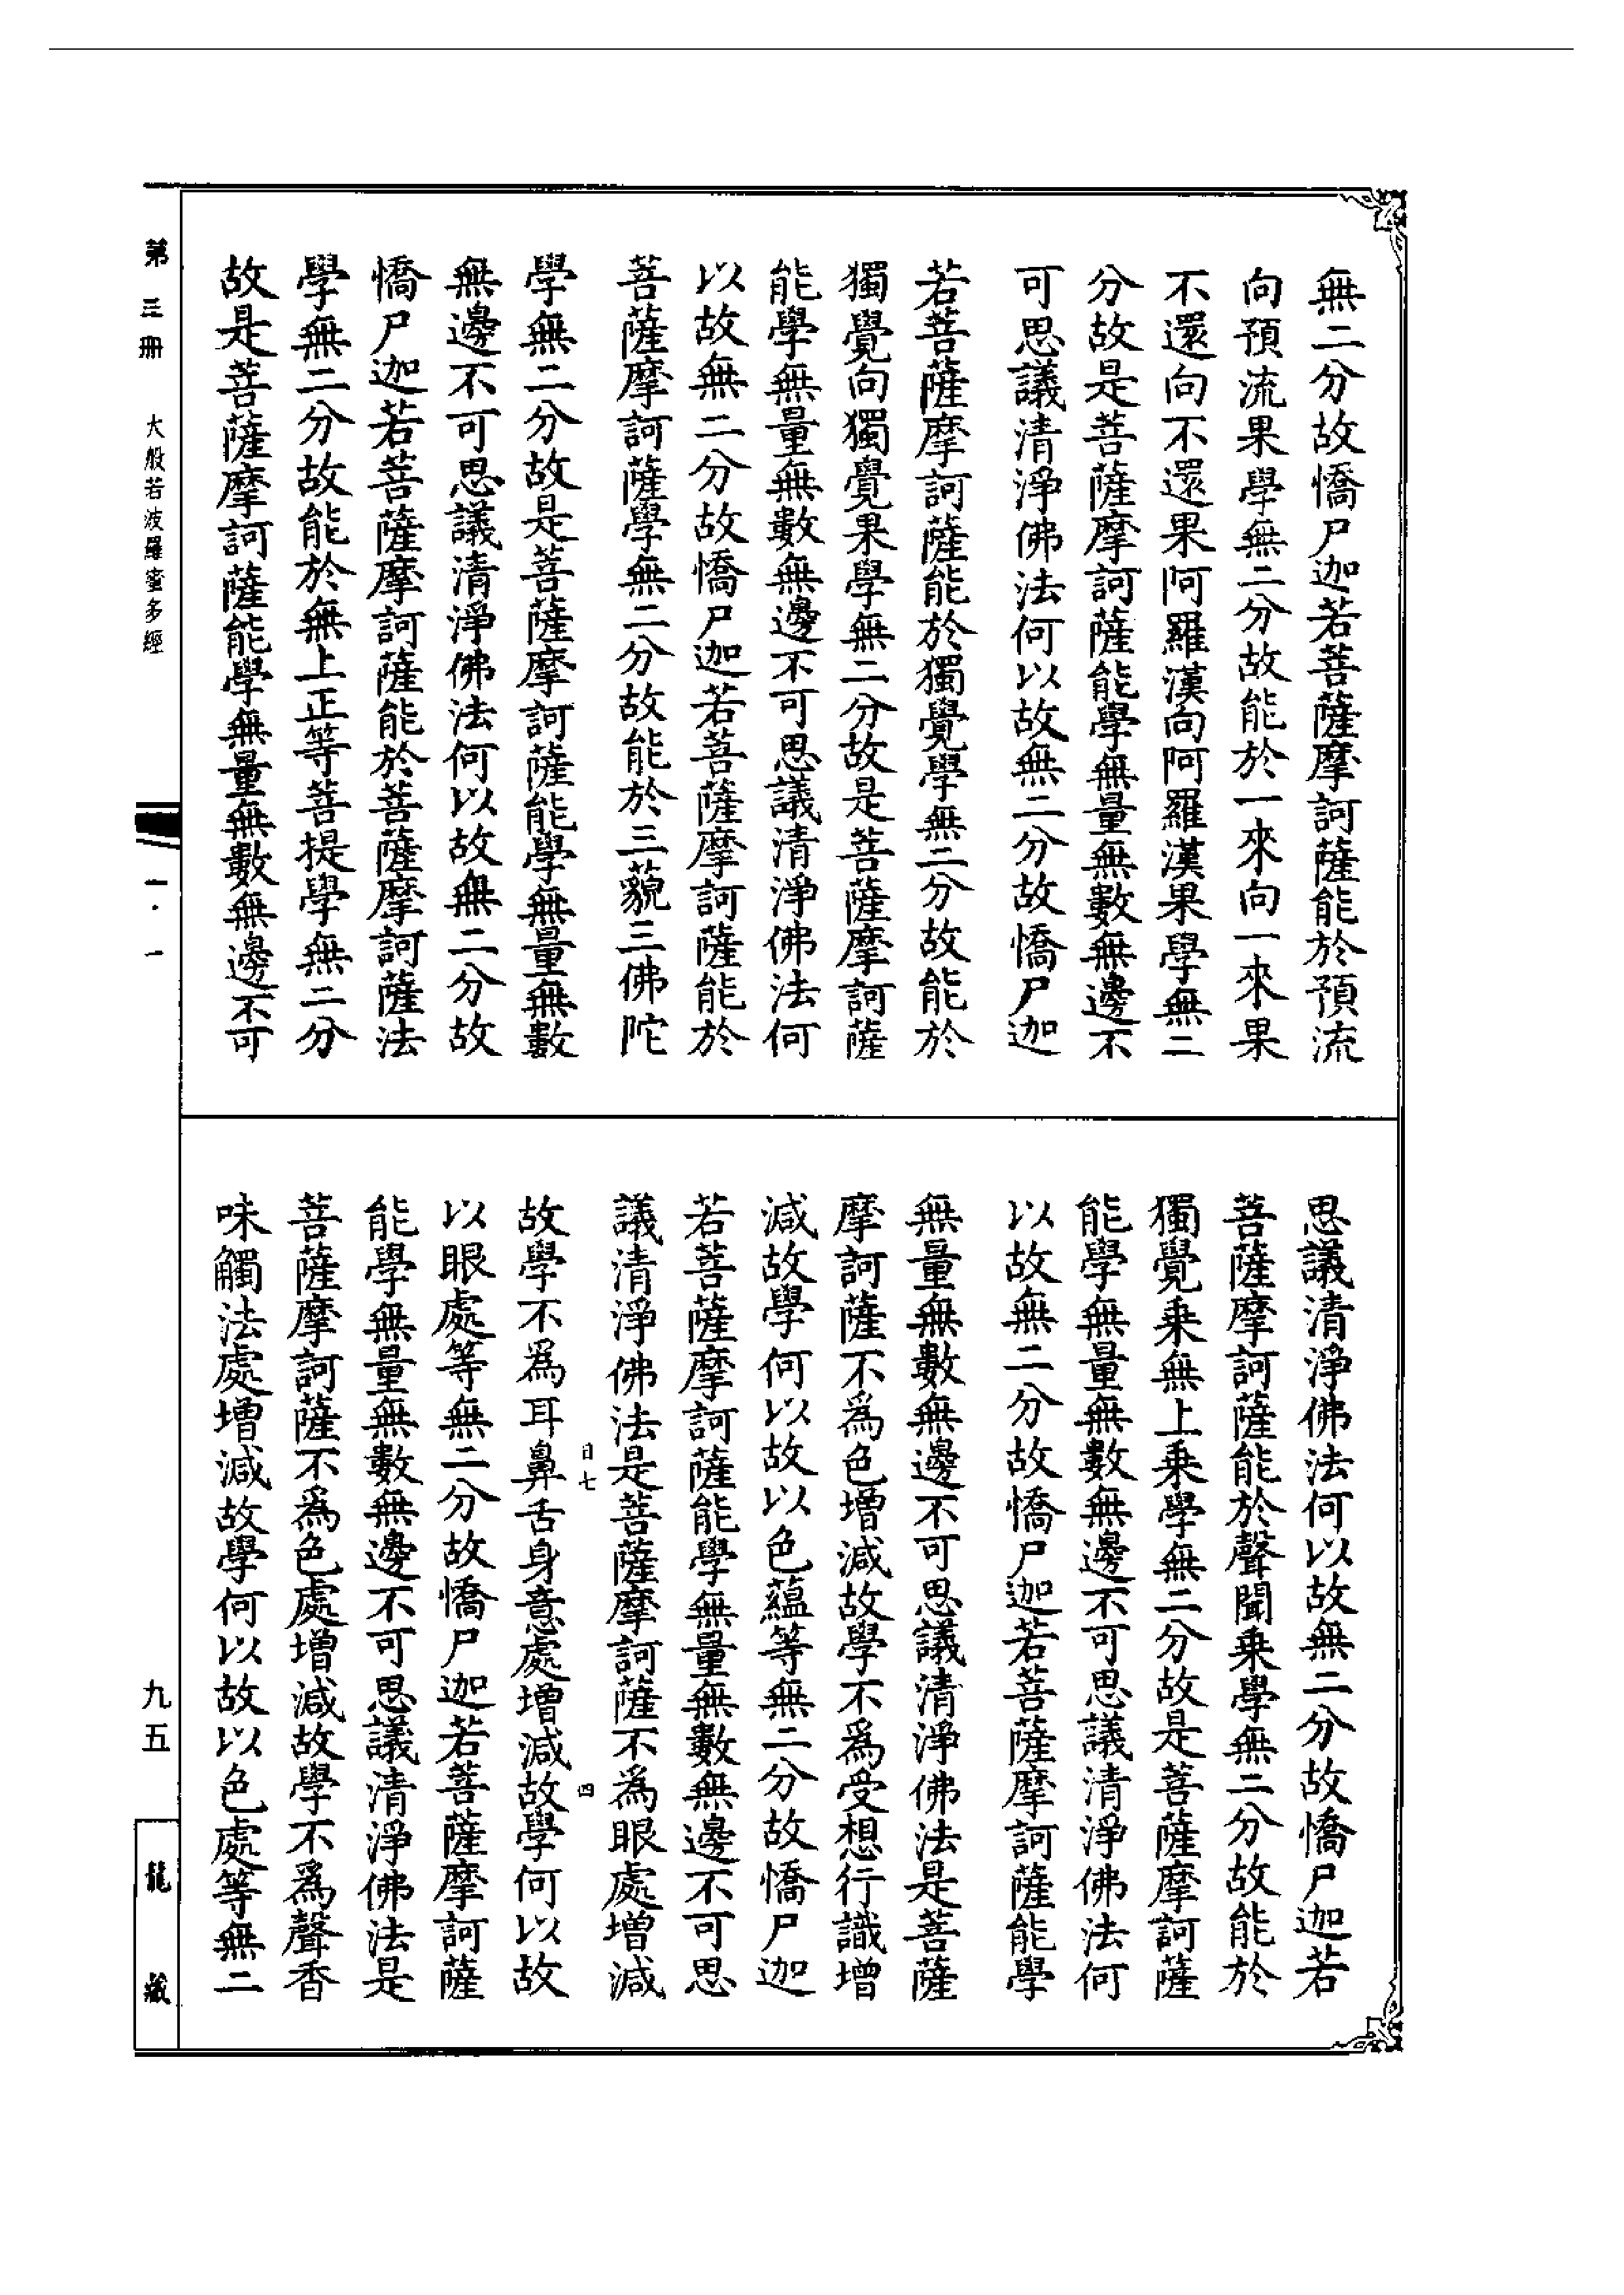 無二分故憍尸迦若菩薩摩訶薩能於預流
向預流果學無二分故能於一來向一來果
不還向不還果阿羅漢向阿羅漢果學無二
分故是菩薩摩訶薩能學無量無數無邊不
可思議清淨佛法何以故無二分故憍尸迦
若菩薩摩訶薩能於獨覺學無二分故能於
獨覺向獨覺果學無二分故是菩薩摩訶薩
能學無量無數無邊不可思議清淨佛法何
以故無二分故憍尸迦若菩薩摩訶薩能於
菩薩摩訶薩學無二分故能於三藐三佛陀
學無二分故是菩薩摩訶薩能學無量無數
無邊不可思議清淨佛法何以故無二分故
憍尸迦若菩薩摩訶薩能於菩薩摩訶薩法
學無二分故能於無上正等菩提學無二分
故是菩薩摩訶薩能學無量無數無邊不可
思議清淨佛法何以故無二分故憍尸迦若
菩薩摩訶薩能於聲聞乘學無二分故能於
獨覺乘無上乘學無二分故是菩薩摩訶薩
能學無量無數無邊不可思議清淨佛法何
以故無二分故憍尸迦若菩薩摩訶薩能學
無量無數無邊不可思議清淨佛法是菩薩
摩訶薩不為色增減故學不為受想行識增
減故學何以故以色蘊等無二分故憍尸迦
若菩薩摩訶薩能學無量無數無邊不可思
議清淨佛法是菩薩摩訶薩不為眼處增減
日七 四
故學不為耳鼻舌身意處增減故學何以故
以眼處等無二分故憍尸迦若菩薩摩訶薩
能學無量無數無邊不可思議清淨佛法是
菩薩摩訶薩不為色處增減故學不為聲香
味觸法處增減故學何以故以色處等無二
第三冊 大般若波羅蜜多經 一·一 九五 龍藏